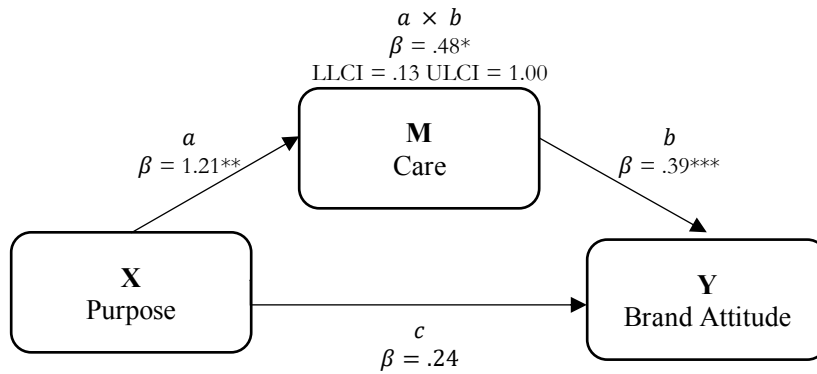 a × b
β = .48*
LLCI = .13 ULCI = 1.00
M
Care
a
β = 1.21**
b
β = .39***
X
Purpose
Y
Brand Attitude
c
β = .24